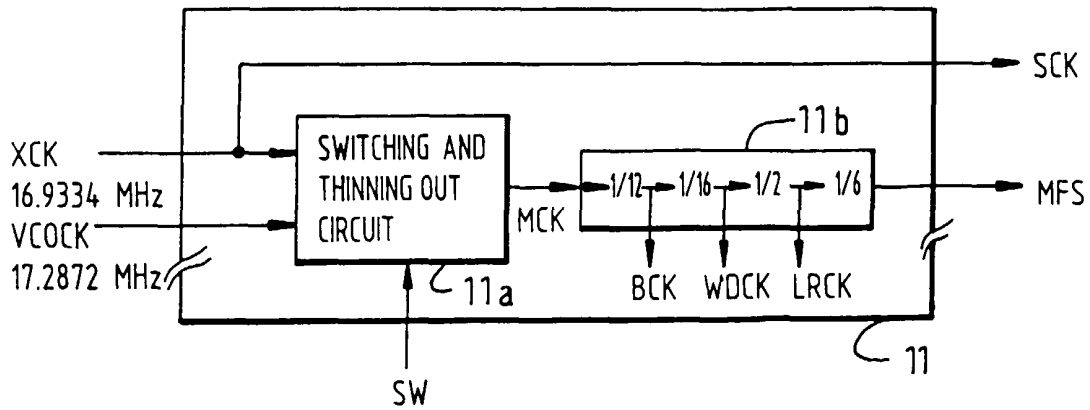 SCK
XCK
16.9334 MHz
VCOCK
17.2872 MHz
SWITCHING AND
THINNING OUT
CIRCUIT
11a
SW
MCK
11b
1/12 1/16 1/2 1/6
BCK WDCK LRCK
MFS
11